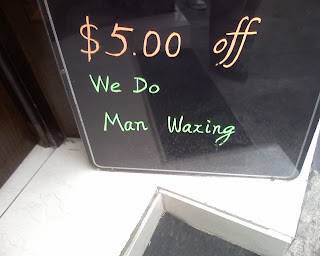 $5.00 off
We Do
Man Waxing